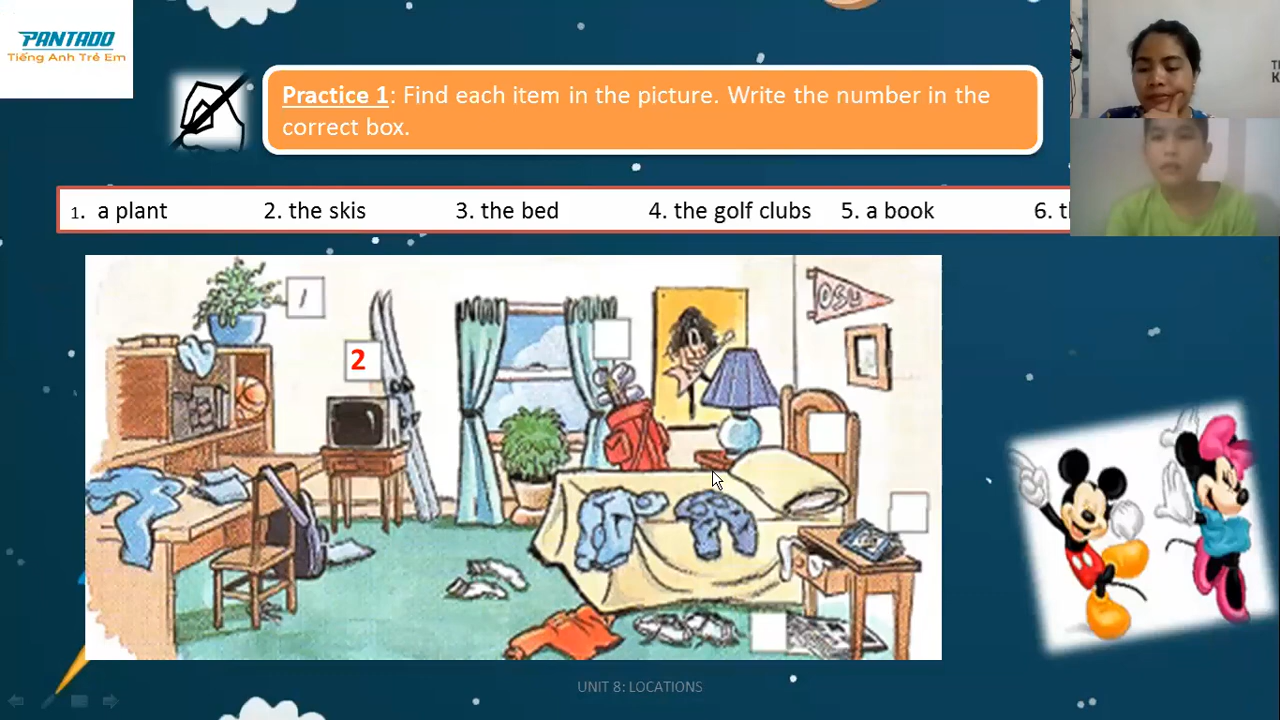 PANTADO
Tiếng Anh Trẻ Em
Practice 1: Find each item in the picture. Write the number in the
correct box.
1. a plant 2. the skis 3. the bed 4. the golf clubs 5. a book 6.
1
2
OSU
UNIT 8: LOCATIONS